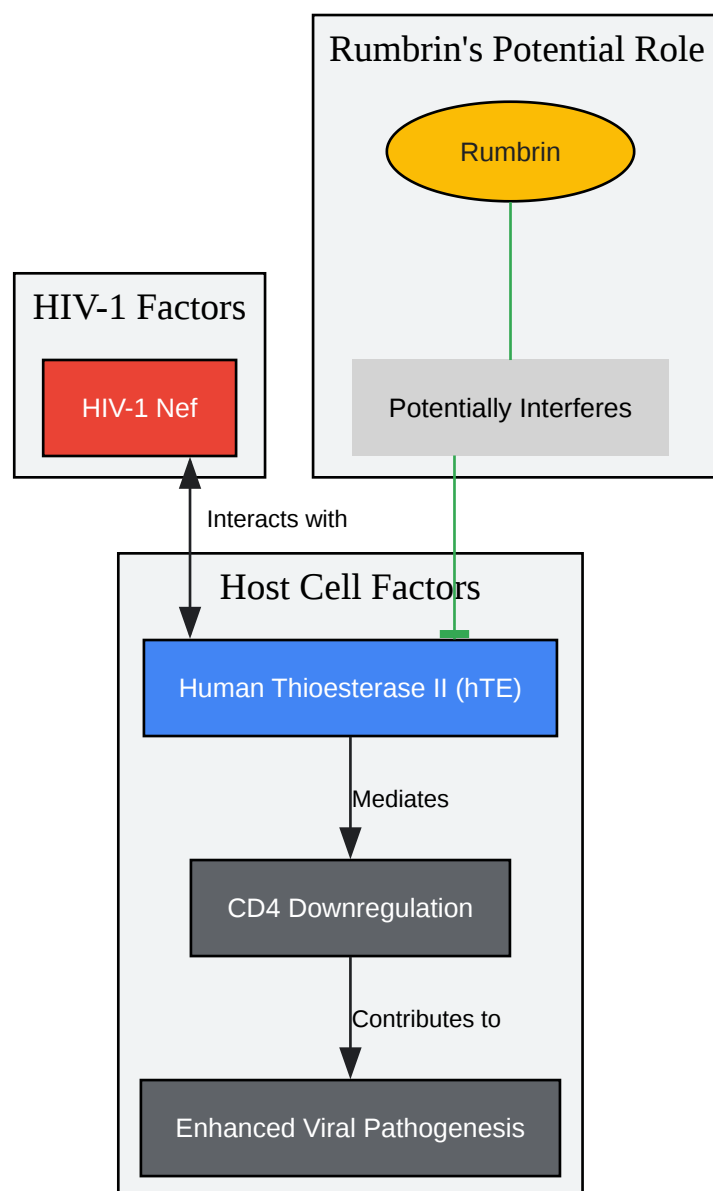 Rumbrin's Potential Role
Rumbrin
HIV-1 Factors
HIV-1 Nef
Potentially Interferes
Interacts with
Host Cell Factors
Human Thioesterase II (hTE)
Mediates
CD4 Downregulation
Contributes to
Enhanced Viral Pathogenesis